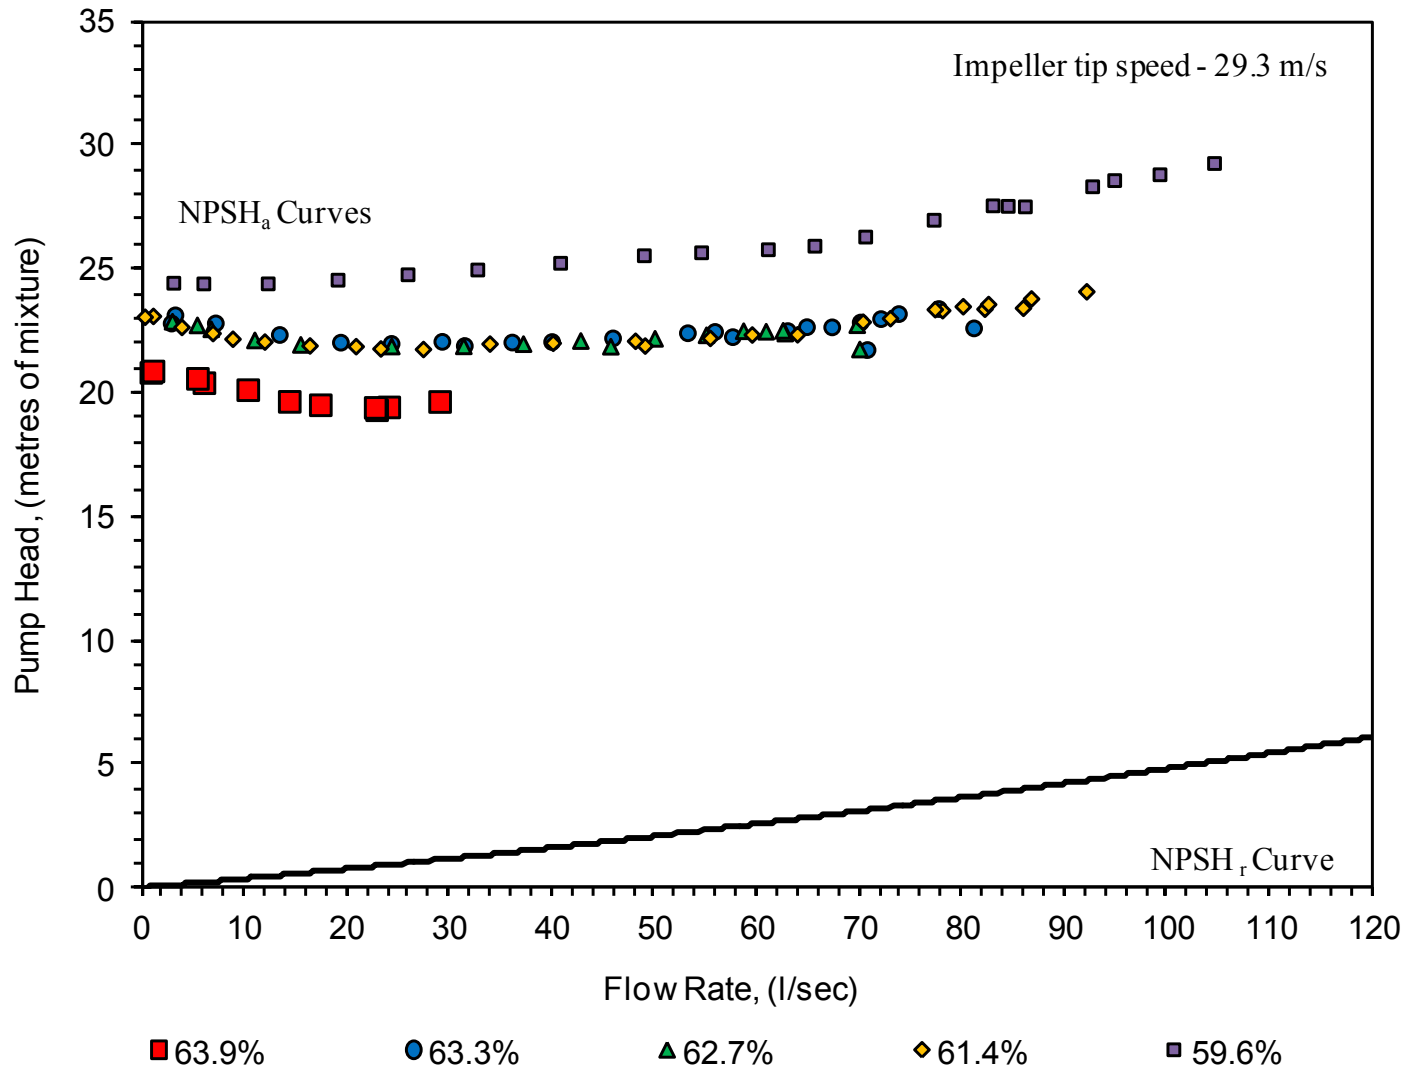 35
Impeller tip speed - 29.3 m/s
30
NPSHa Curves
25
20
15
10
5
0
Pump Head, (metres of mixture)
NPSH r Curve
0 10 20 30 40 50 60 70 80 90 100 110 120
Flow Rate, (l/sec)
63.9% 63.3% 62.7% 61.4% 59.6%